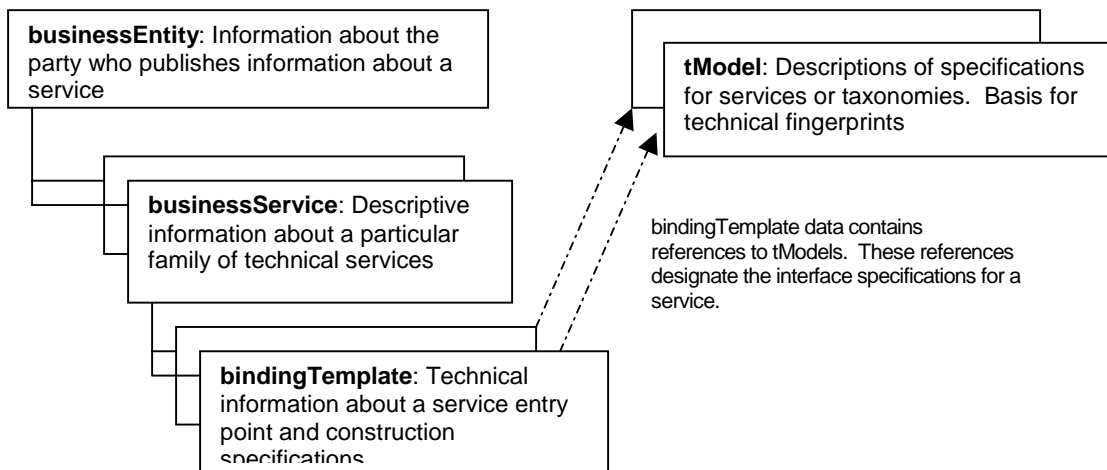 businessEntity: Information about the
party who publishes information about a
service
tModel: Descriptions of specifications
for services or taxonomies.  Basis for
technical fingerprints
businessService: Descriptive
information about a particular
family of technical services
bindingTemplate data contains
references to tModels.  These references
designate the interface specifications for a
service.
bindingTemplate: Technical
information about a service entry
point and construction
specifications